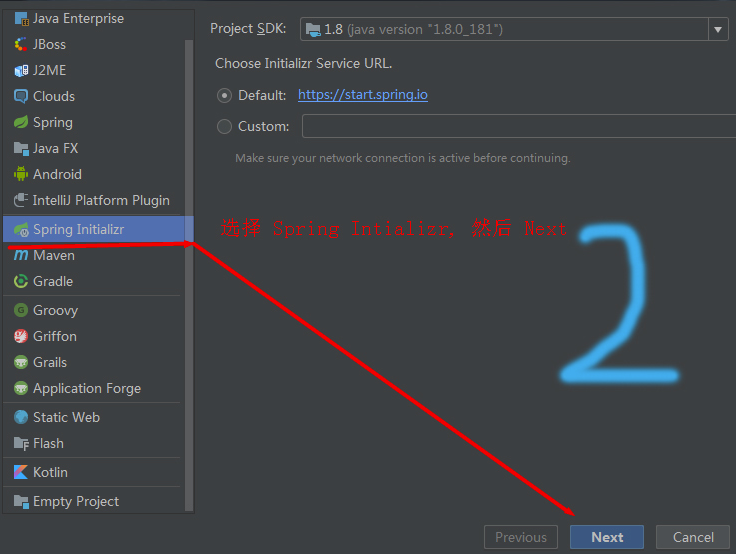 Java Enterprise
JBoss
J2ME
Clouds
Spring
Java FX
Android
IntelliJ Platform Plugin
Spring Initializr
Maven
Gradle
Groovy
Griffon
Grails
Application Forge
Static Web
Flash
Kotlin
Empty Project
Project SDK: 1.8 (java version "1.8.0_181")
Choose Initializr Service URL.
Default: https://start.spring.io
Custom:
Make sure your network connection is active before continuing.
选择 Spring Intializr, 然后 Next
2
Previous Next Cancel